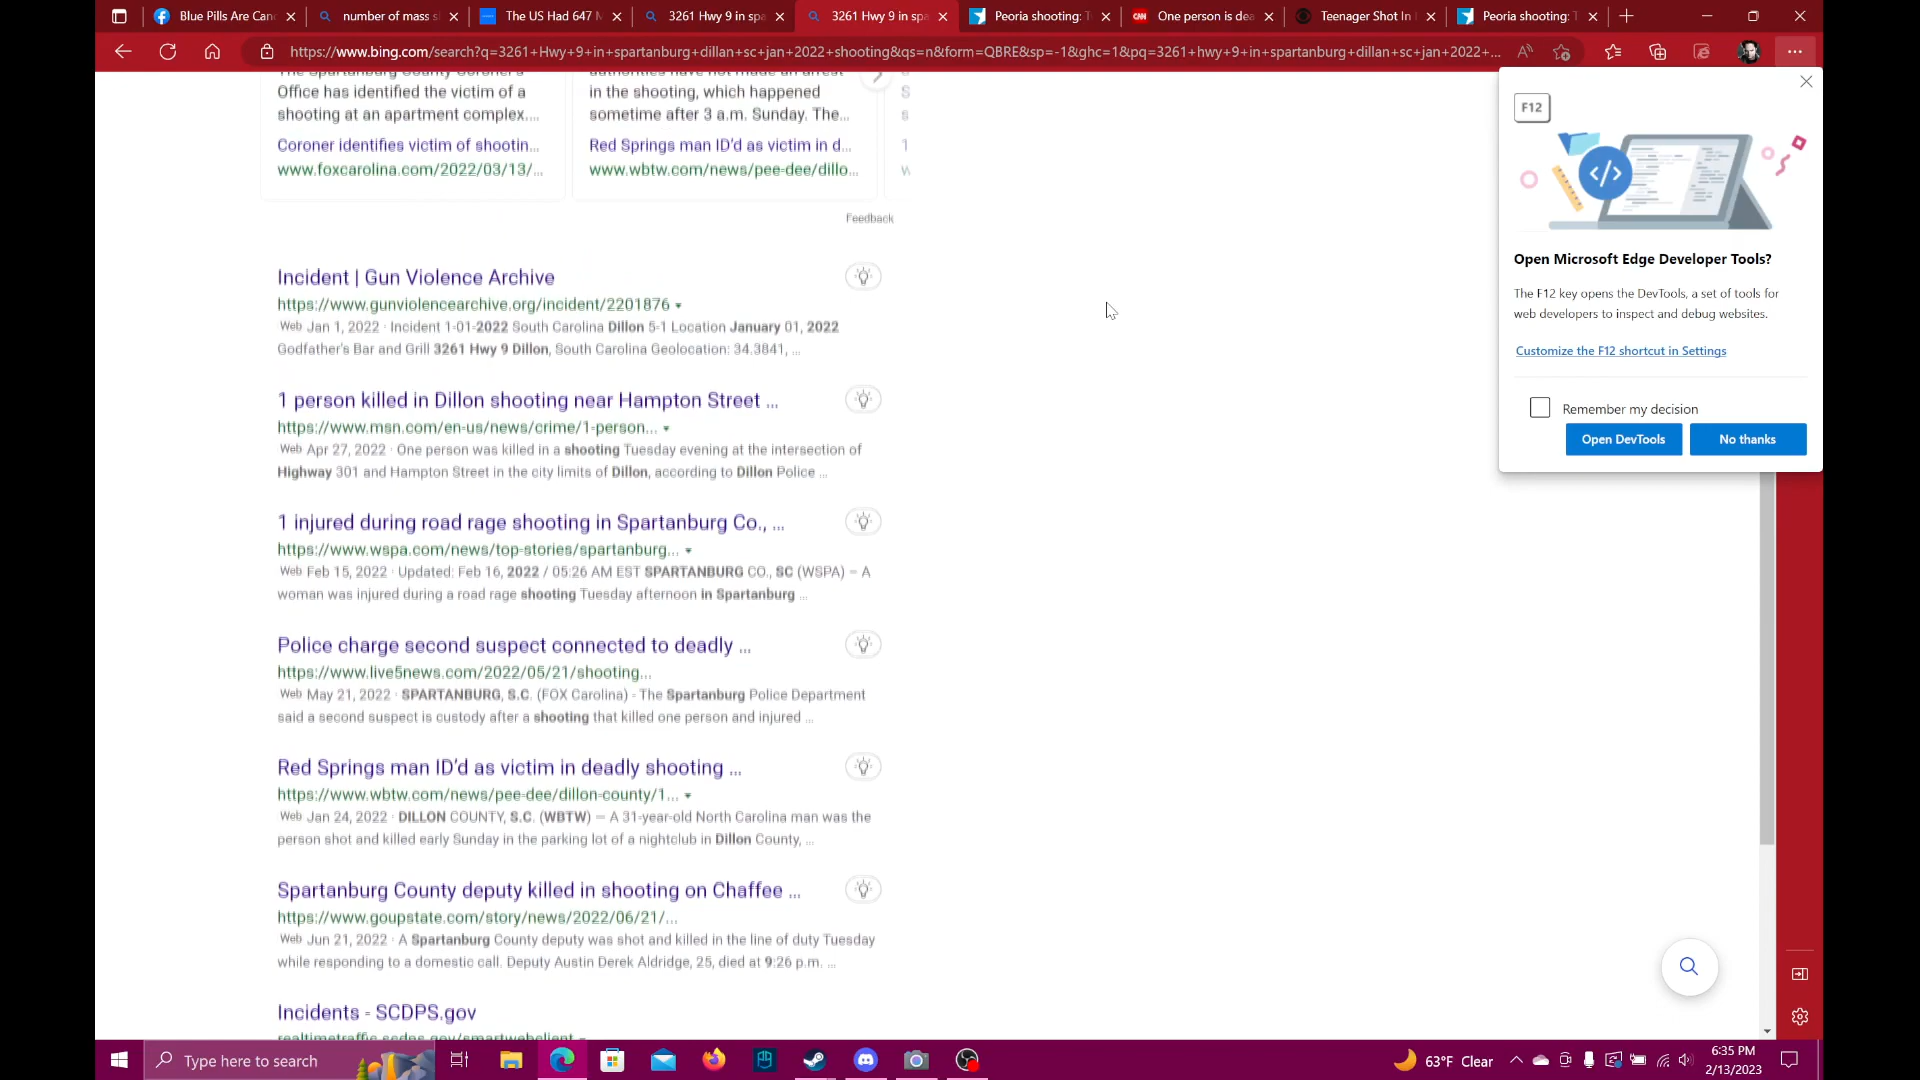 Blue Pills Are Can
number of mass s
The US Had 647 M
3261 Hwy 9 in spa
3261 Hwy 9 in spa
Peoria shooting: T
CNN One person is dea
Teenager Shot In
Peoria shooting: T
https://www.bing.com/search?q=3261+Hwy+9+in+spartanburg+dillan+sc+jan+2022+shooting&qs=n&form=QBRE&sp=-1&ghc=1&pq=3261+hwy+9+in+spartanburg+dillan+sc+jan+2022+...
The Spartanburg County Coroner's
Office has identified the victim of a
shooting at an apartment complex....
Coroner identifies victim of shootin...
www.foxcarolina.com/2022/03/13/...
authorities have not made an arrest
in the shooting, which happened
sometime after 3 a.m. Sunday. The...
Red Springs man ID'd as victim in d...
www.wbtw.com/news/pee-dee/dillo...
Feedback
Incident | Gun Violence Archive
https://www.gunviolencearchive.org/incident/2201876
Web Jan 1, 2022 · Incident 1-01-2022 South Carolina Dillon 5-1 Location January 01, 2022
Godfather's Bar and Grill 3261 Hwy 9 Dillon, South Carolina Geolocation: 34.3841, ...
1 person killed in Dillon shooting near Hampton Street ...
https://www.msn.com/en-us/news/crime/1-person...
Web Apr 27, 2022 · One person was killed in a shooting Tuesday evening at the intersection of
Highway 301 and Hampton Street in the city limits of Dillon, according to Dillon Police ...
1 injured during road rage shooting in Spartanburg Co., ...
https://www.wspa.com/news/top-stories/spartanburg...
Web Feb 15, 2022 · Updated: Feb 16, 2022 / 05:26 AM EST SPARTANBURG CO., SC (WSPA) – A
woman was injured during a road rage shooting Tuesday afternoon in Spartanburg ...
Police charge second suspect connected to deadly ...
https://www.live5news.com/2022/05/21/shooting...
Web May 21, 2022 · SPARTANBURG, S.C. (FOX Carolina) - The Spartanburg Police Department
said a second suspect is custody after a shooting that killed one person and injured ...
Red Springs man ID'd as victim in deadly shooting ...
https://www.wbtw.com/news/pee-dee/dillon-county/1...
Web Jan 24, 2022 · DILLON COUNTY, S.C. (WBTW) — A 31-year-old North Carolina man was the
person shot and killed early Sunday in the parking lot of a nightclub in Dillon County, ...
Spartanburg County deputy killed in shooting on Chaffee ...
https://www.goupstate.com/story/news/2022/06/21/...
Web Jun 21, 2022 · A Spartanburg County deputy was shot and killed in the line of duty Tuesday
while responding to a domestic call. Deputy Austin Derek Aldridge, 25, died at 9:26 p.m. ...
Incidents - SCDPS.gov
realtimetraffic.scdps.gov/smartwebclient
F12
Open Microsoft Edge Developer Tools?
The F12 key opens the DevTools, a set of tools for
web developers to inspect and debug websites.
Customize the F12 shortcut in Settings
Remember my decision
Open DevTools
No thanks
Type here to search
63°F Clear
6:35 PM
2/13/2023